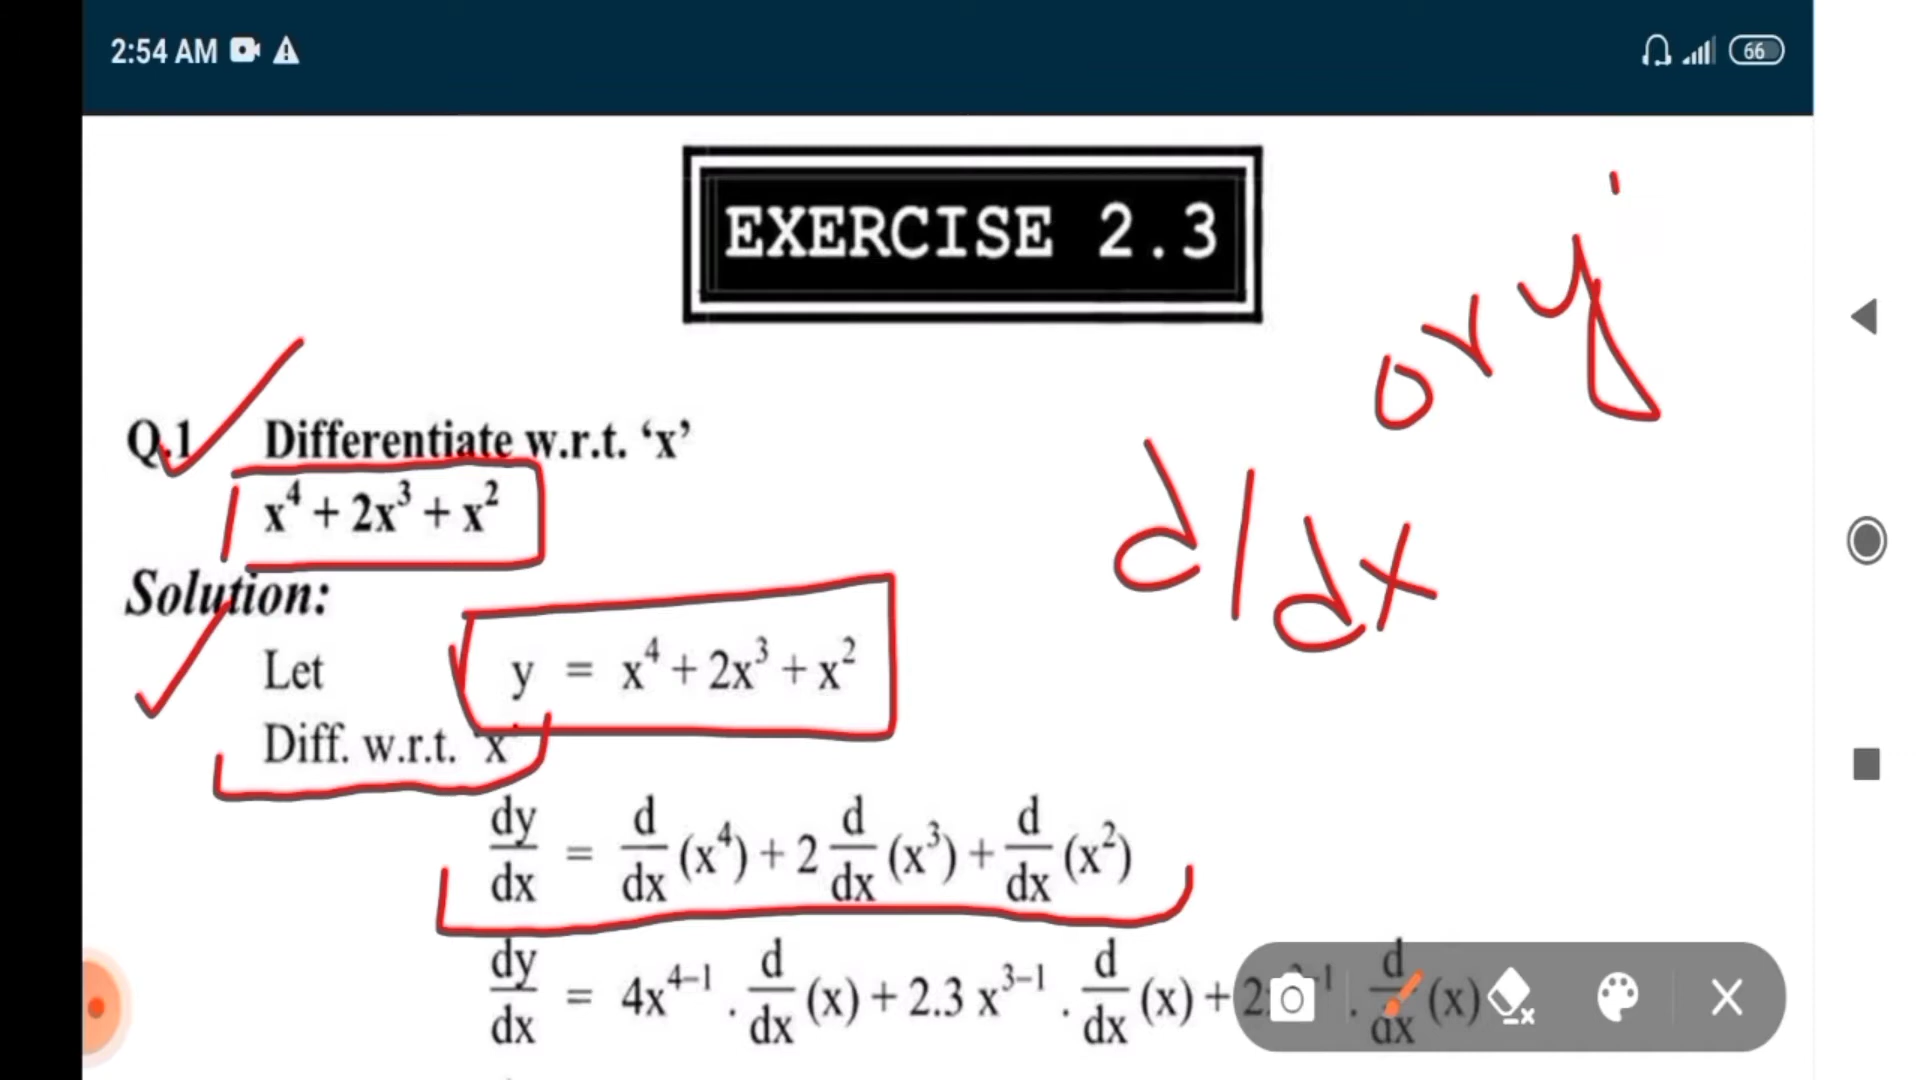 2:54 AM
66
EXERCISE 2.3
or y'
d/dx
Q.1 Differentiate w.r.t. ‘x’
x⁴ + 2x³ + x²
Solution:
Let y = x⁴ + 2x³ + x²
Diff. w.r.t. ‘x’
dy/dx = d/dx (x⁴) + 2 d/dx (x³) + d/dx (x²)
dy/dx = 4x⁴⁻¹ . d/dx (x) + 2.3 x³⁻¹ . d/dx (x) + . d/dx (x)